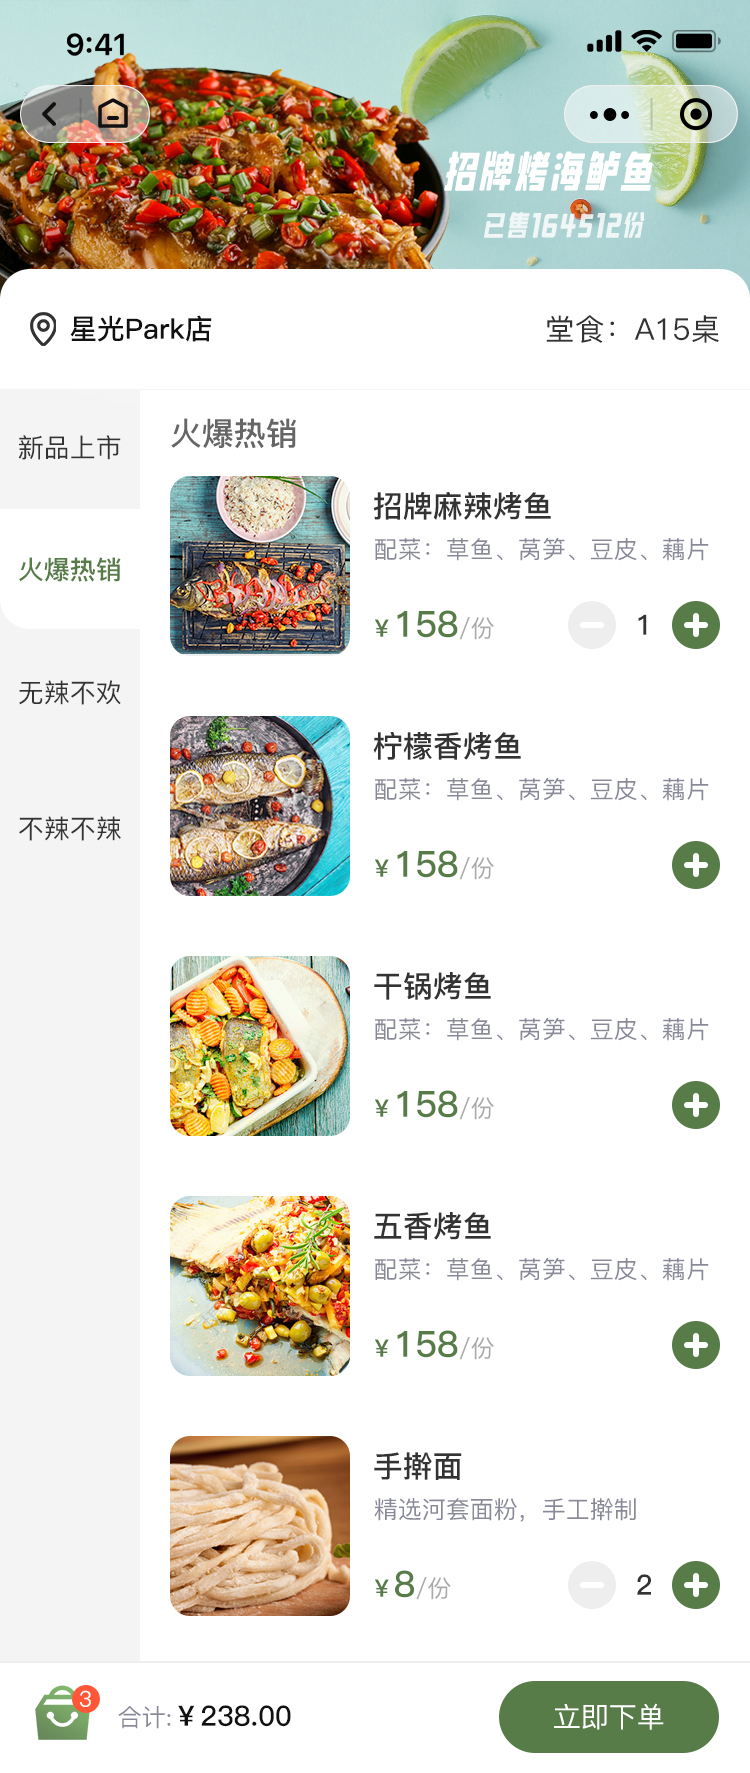 9:41
招牌烤海鲈鱼
已售164512份
星光Park店
堂食：A15桌
新品上市
火爆热销
无辣不欢
不辣不辣
火爆热销
招牌麻辣烤鱼
配菜：草鱼、莴笋、豆皮、藕片
¥158/份
1
柠檬香烤鱼
配菜：草鱼、莴笋、豆皮、藕片
¥158/份
干锅烤鱼
配菜：草鱼、莴笋、豆皮、藕片
¥158/份
五香烤鱼
配菜：草鱼、莴笋、豆皮、藕片
¥158/份
手擀面
精选河套面粉，手工擀制
¥8/份
2
3
合计:¥238.00
立即下单